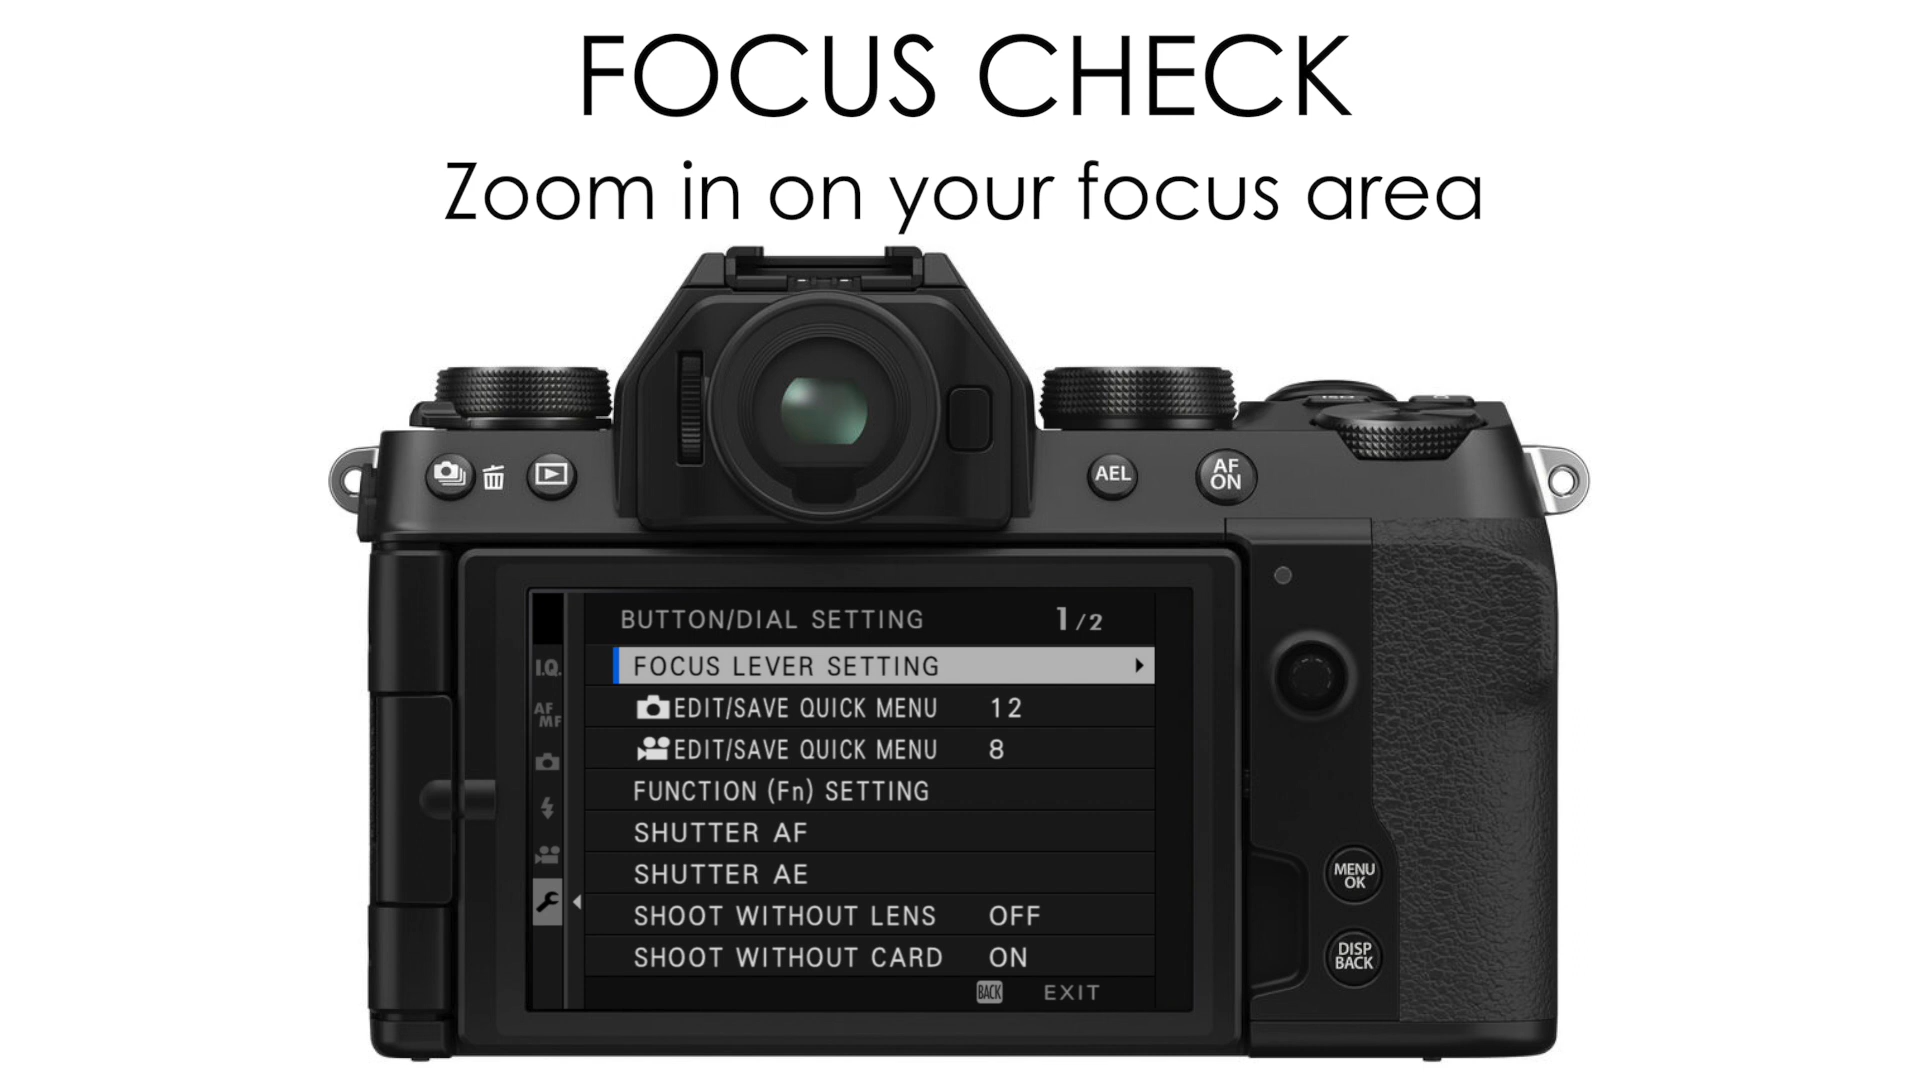 FOCUS CHECK
Zoom in on your focus area
AEL
AF
ON
BUTTON/DIAL SETTING 1/2
I.Q.
FOCUS LEVER SETTING
AF
MF
EDIT/SAVE QUICK MENU 12
EDIT/SAVE QUICK MENU 8
FUNCTION (Fn) SETTING
SHUTTER AF
SHUTTER AE
SHOOT WITHOUT LENS OFF
SHOOT WITHOUT CARD ON
BACK EXIT
MENU
OK
DISP
BACK